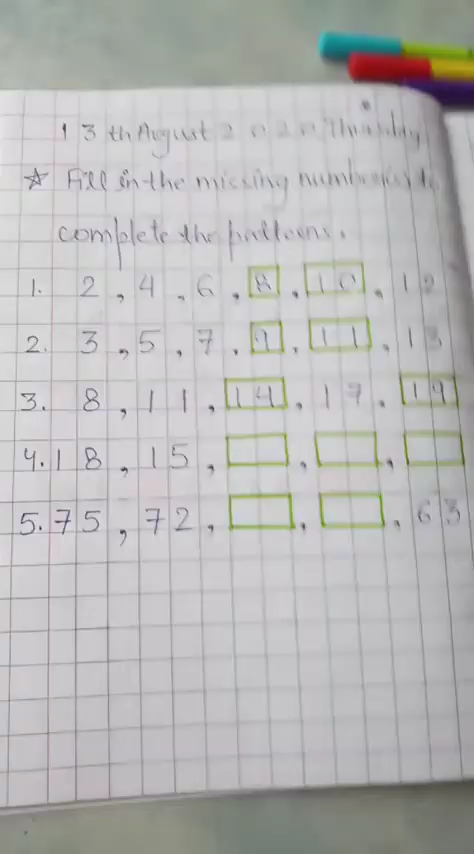 13th August 2020 Thursday
☆ Fill in the missing number(s) to
complete the patterns.
1. 2, 4, 6, 8, 10, 12
2. 3, 5, 7, 9, 11, 13
3. 8, 11, 14, 17, 19
4. 18, 15, , ,
5. 75, 72, , , 63